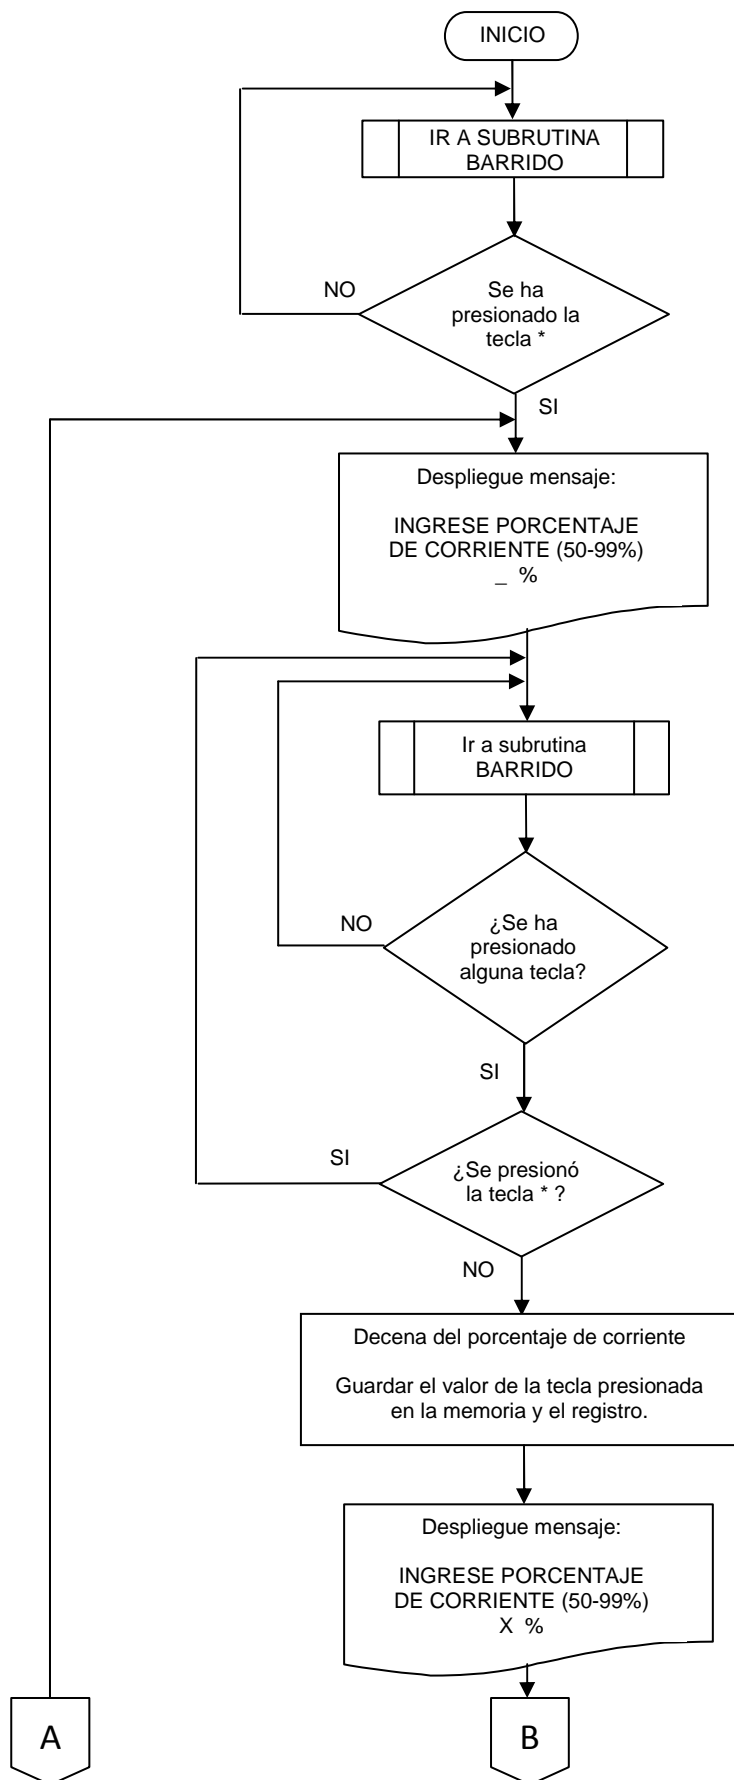 INICIO
IR A SUBRUTINA
BARRIDO
NO
Se ha
presionado la
tecla *
SI
Despliegue mensaje:
INGRESE PORCENTAJE
DE CORRIENTE (50-99%)
_ %
Ir a subrutina
BARRIDO
NO
¿Se ha
presionado
alguna tecla?
SI
SI
¿Se presionó
la tecla * ?
NO
Decena del porcentaje de corriente
Guardar el valor de la tecla presionada
en la memoria y el registro.
Despliegue mensaje:
INGRESE PORCENTAJE
DE CORRIENTE (50-99%)
X %
A
B